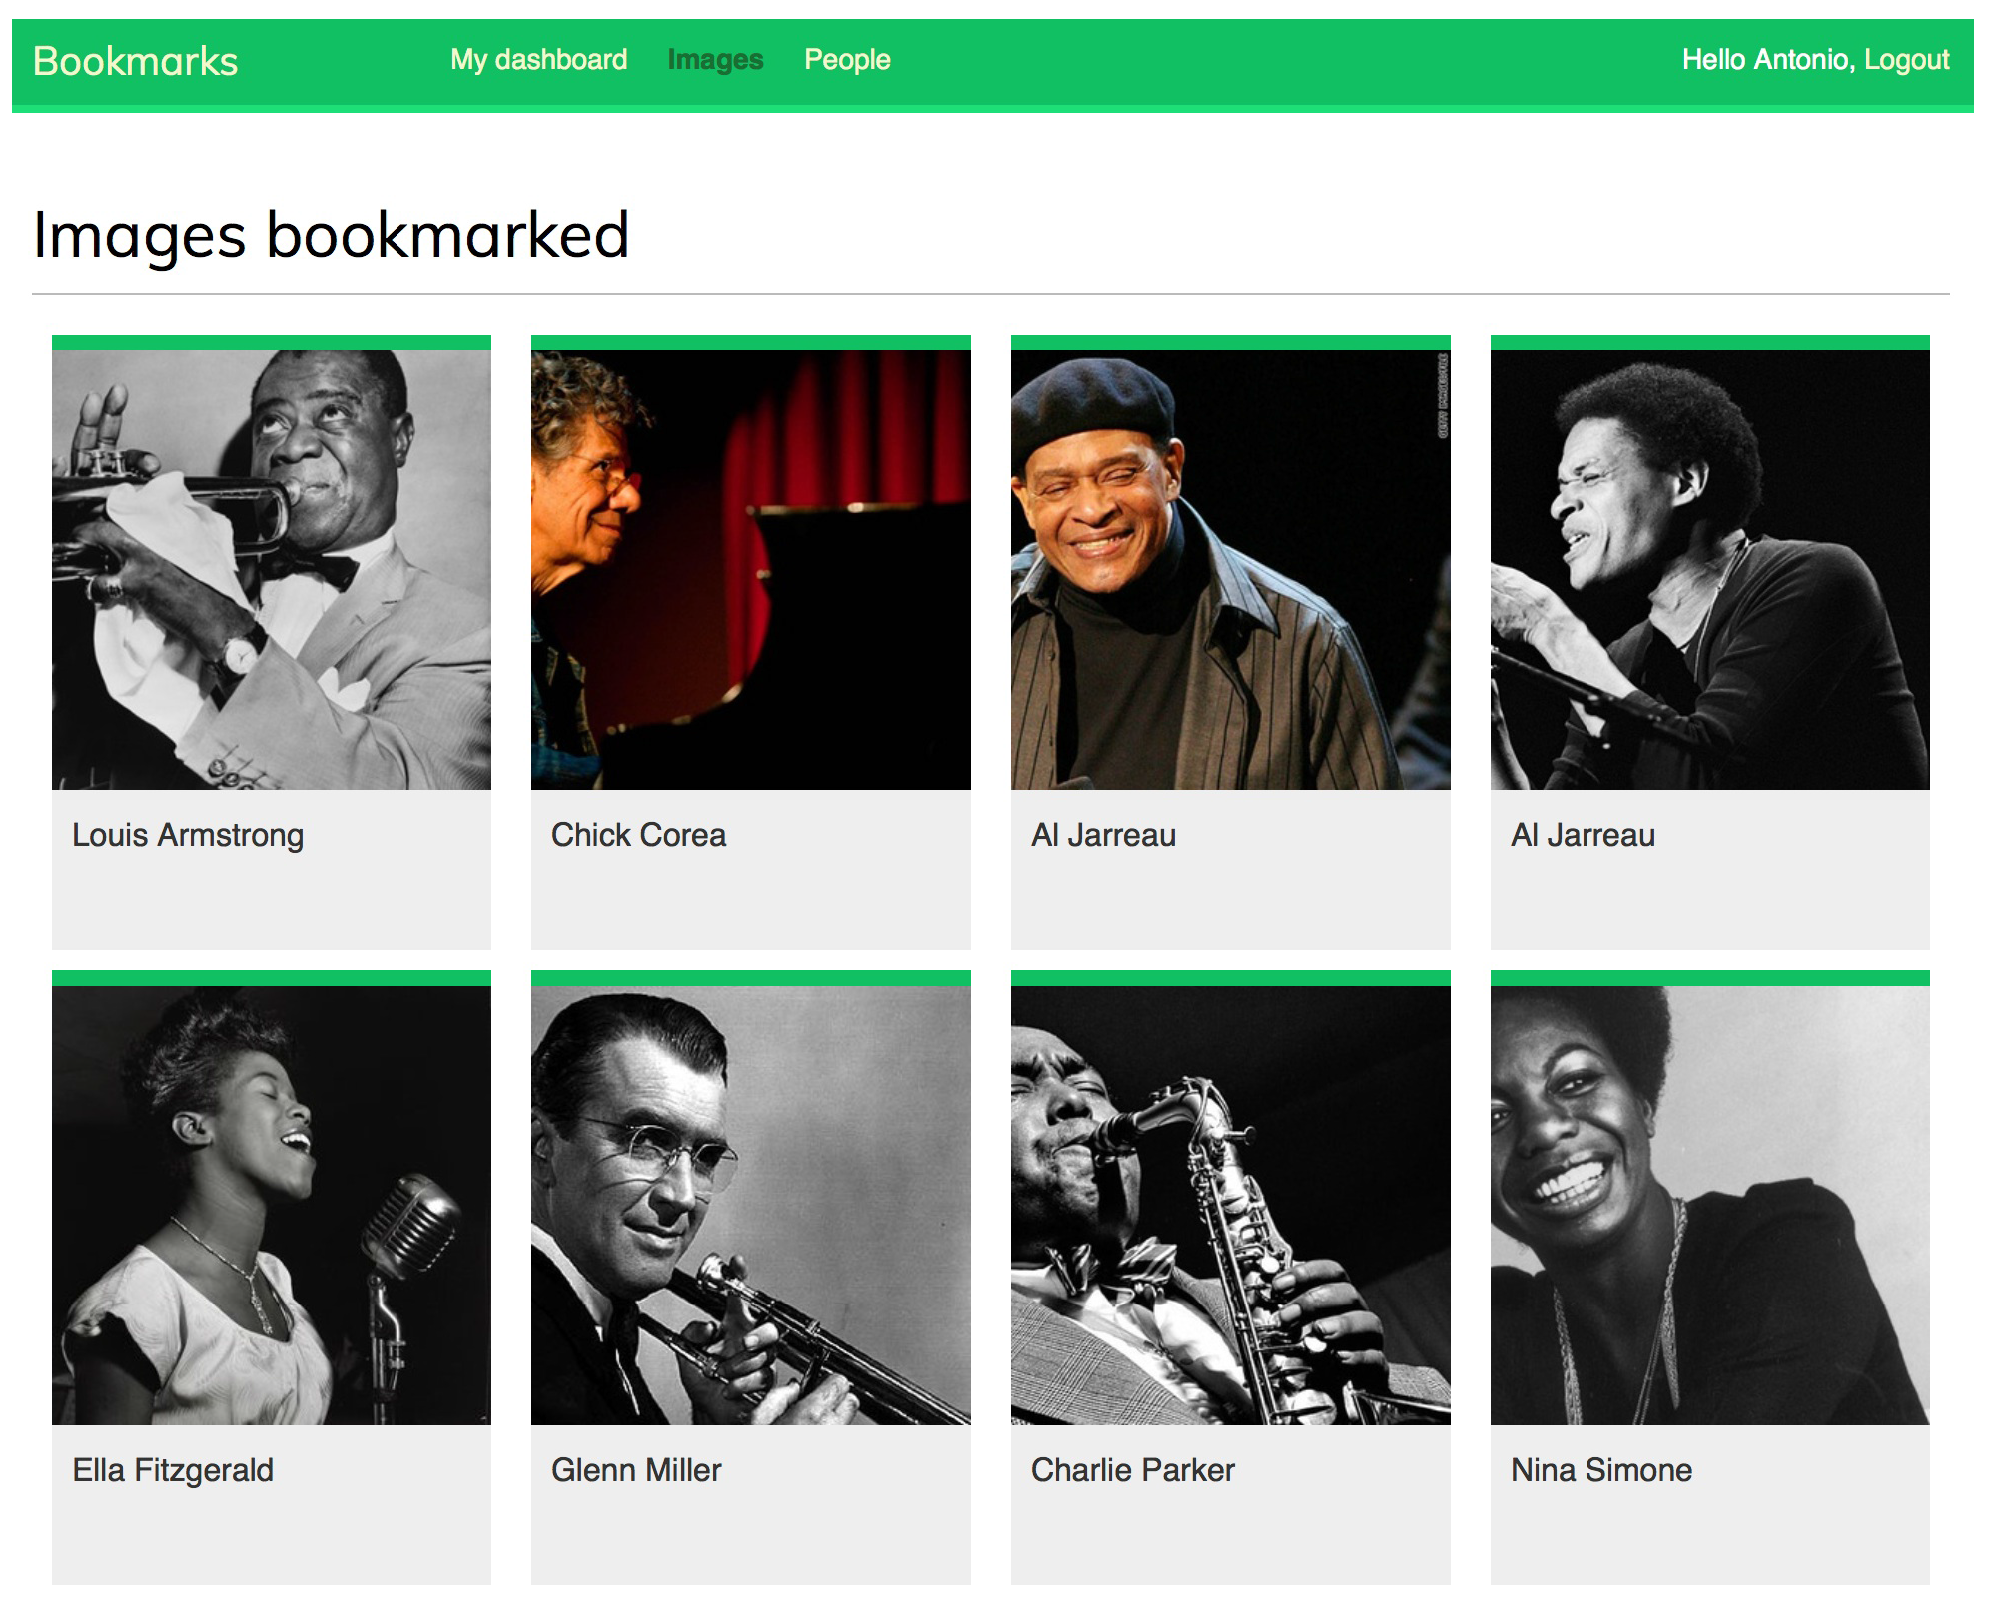 Bookmarks My dashboard Images People Hello Antonio, Logout
Images bookmarked
Louis Armstrong
Chick Corea
Al Jarreau
Al Jarreau
Ella Fitzgerald
Glenn Miller
Charlie Parker
Nina Simone